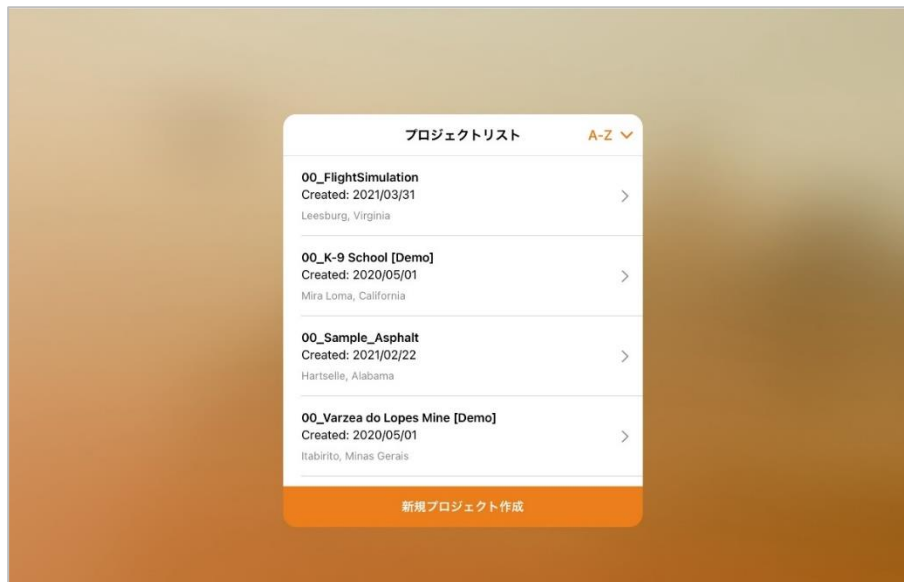 プロジェクトリスト A-Z
00_FlightSimulation
Created: 2021/03/31
Leesburg, Virginia
00_K-9 School [Demo]
Created: 2020/05/01
Mira Loma, California
00_Sample_Asphalt
Created: 2021/02/22
Hartselle, Alabama
00_Varzea do Lopes Mine [Demo]
Created: 2020/05/01
Itabirito, Minas Gerais
新規プロジェクト作成